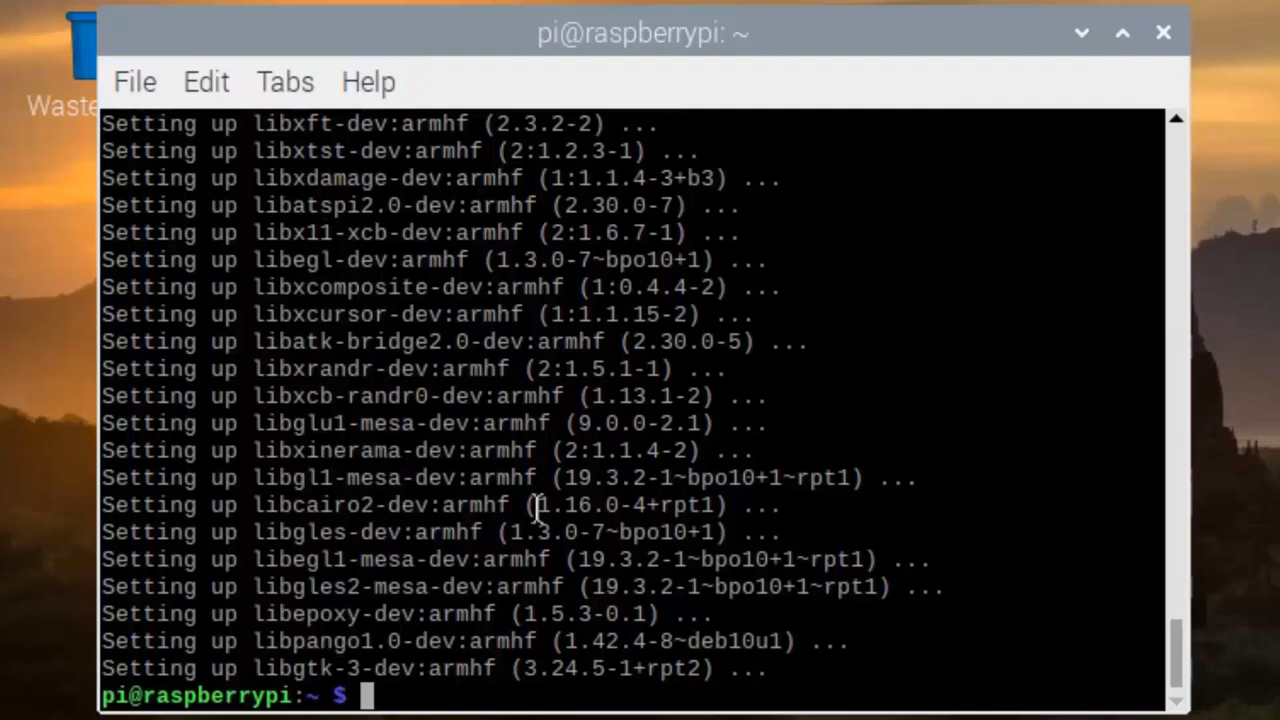 pi@raspberrypi: ~
File Edit Tabs Help
Waste
Setting up libxft-dev:armhf (2.3.2-2) ...
Setting up libxtst-dev:armhf (2:1.2.3-1) ...
Setting up libxdamage-dev:armhf (1:1.1.4-3+b3) ...
Setting up libatspi2.0-dev:armhf (2.30.0-7) ...
Setting up libx11-xcb-dev:armhf (2:1.6.7-1) ...
Setting up libegl-dev:armhf (1.3.0-7~bpo10+1) ...
Setting up libxcomposite-dev:armhf (1:0.4.4-2) ...
Setting up libxcursor-dev:armhf (1:1.1.15-2) ...
Setting up libatk-bridge2.0-dev:armhf (2.30.0-5) ...
Setting up libxrandr-dev:armhf (2:1.5.1-1) ...
Setting up libxcb-randr0-dev:armhf (1.13.1-2) ...
Setting up libglu1-mesa-dev:armhf (9.0.0-2.1) ...
Setting up libxinerama-dev:armhf (2:1.1.4-2) ...
Setting up libgl1-mesa-dev:armhf (19.3.2-1~bpo10+1~rpt1) ...
Setting up libcairo2-dev:armhf (1.16.0-4+rpt1) ...
Setting up libgles-dev:armhf (1.3.0-7~bpo10+1) ...
Setting up libegl1-mesa-dev:armhf (19.3.2-1~bpo10+1~rpt1) ...
Setting up libgles2-mesa-dev:armhf (19.3.2-1~bpo10+1~rpt1) ...
Setting up libepoxy-dev:armhf (1.5.3-0.1) ...
Setting up libpango1.0-dev:armhf (1.42.4-8~deb10u1) ...
Setting up libgtk-3-dev:armhf (3.24.5-1+rpt2) ...
pi@raspberrypi:~ $